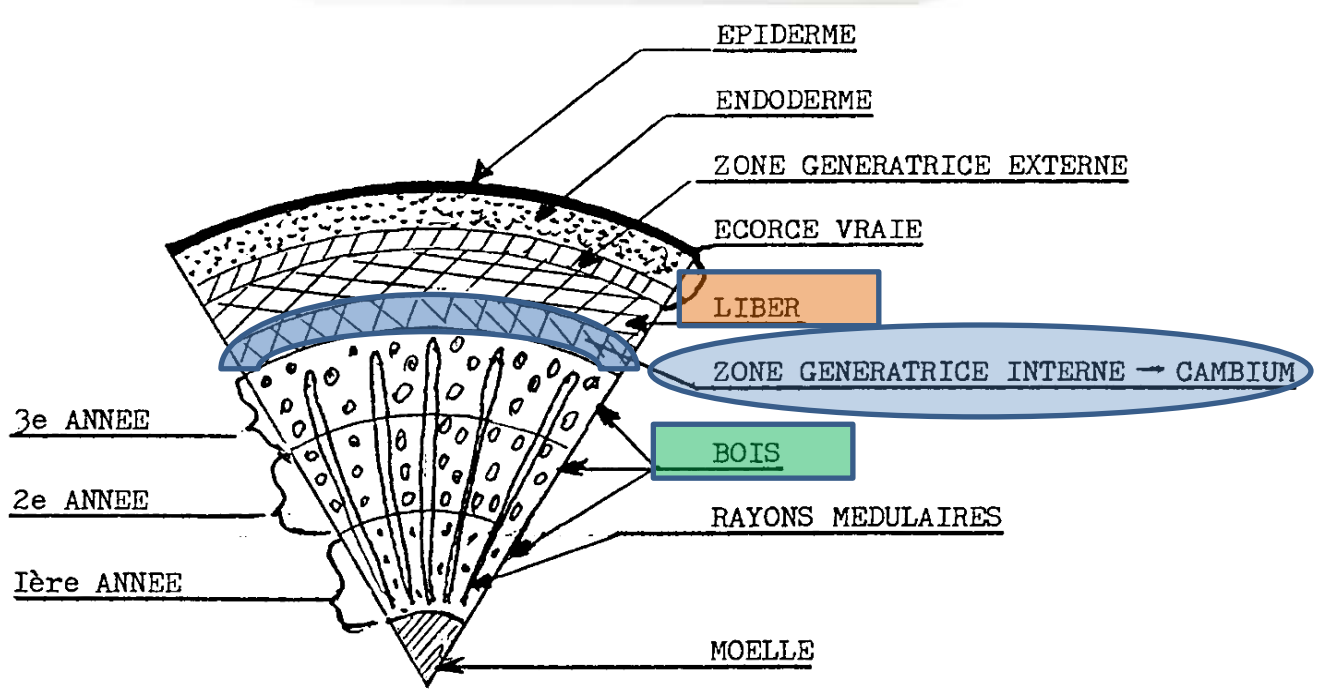 EPIDERME
ENDODERME
ZONE GENERATRICE EXTERNE
ECORCE VRAIE
LIBER
ZONE GENERATRICE INTERNE - CAMBIUM
BOIS
RAYONS MEDULAIRES
MOELLE
3e ANNEE
2e ANNEE
Ière ANNEE